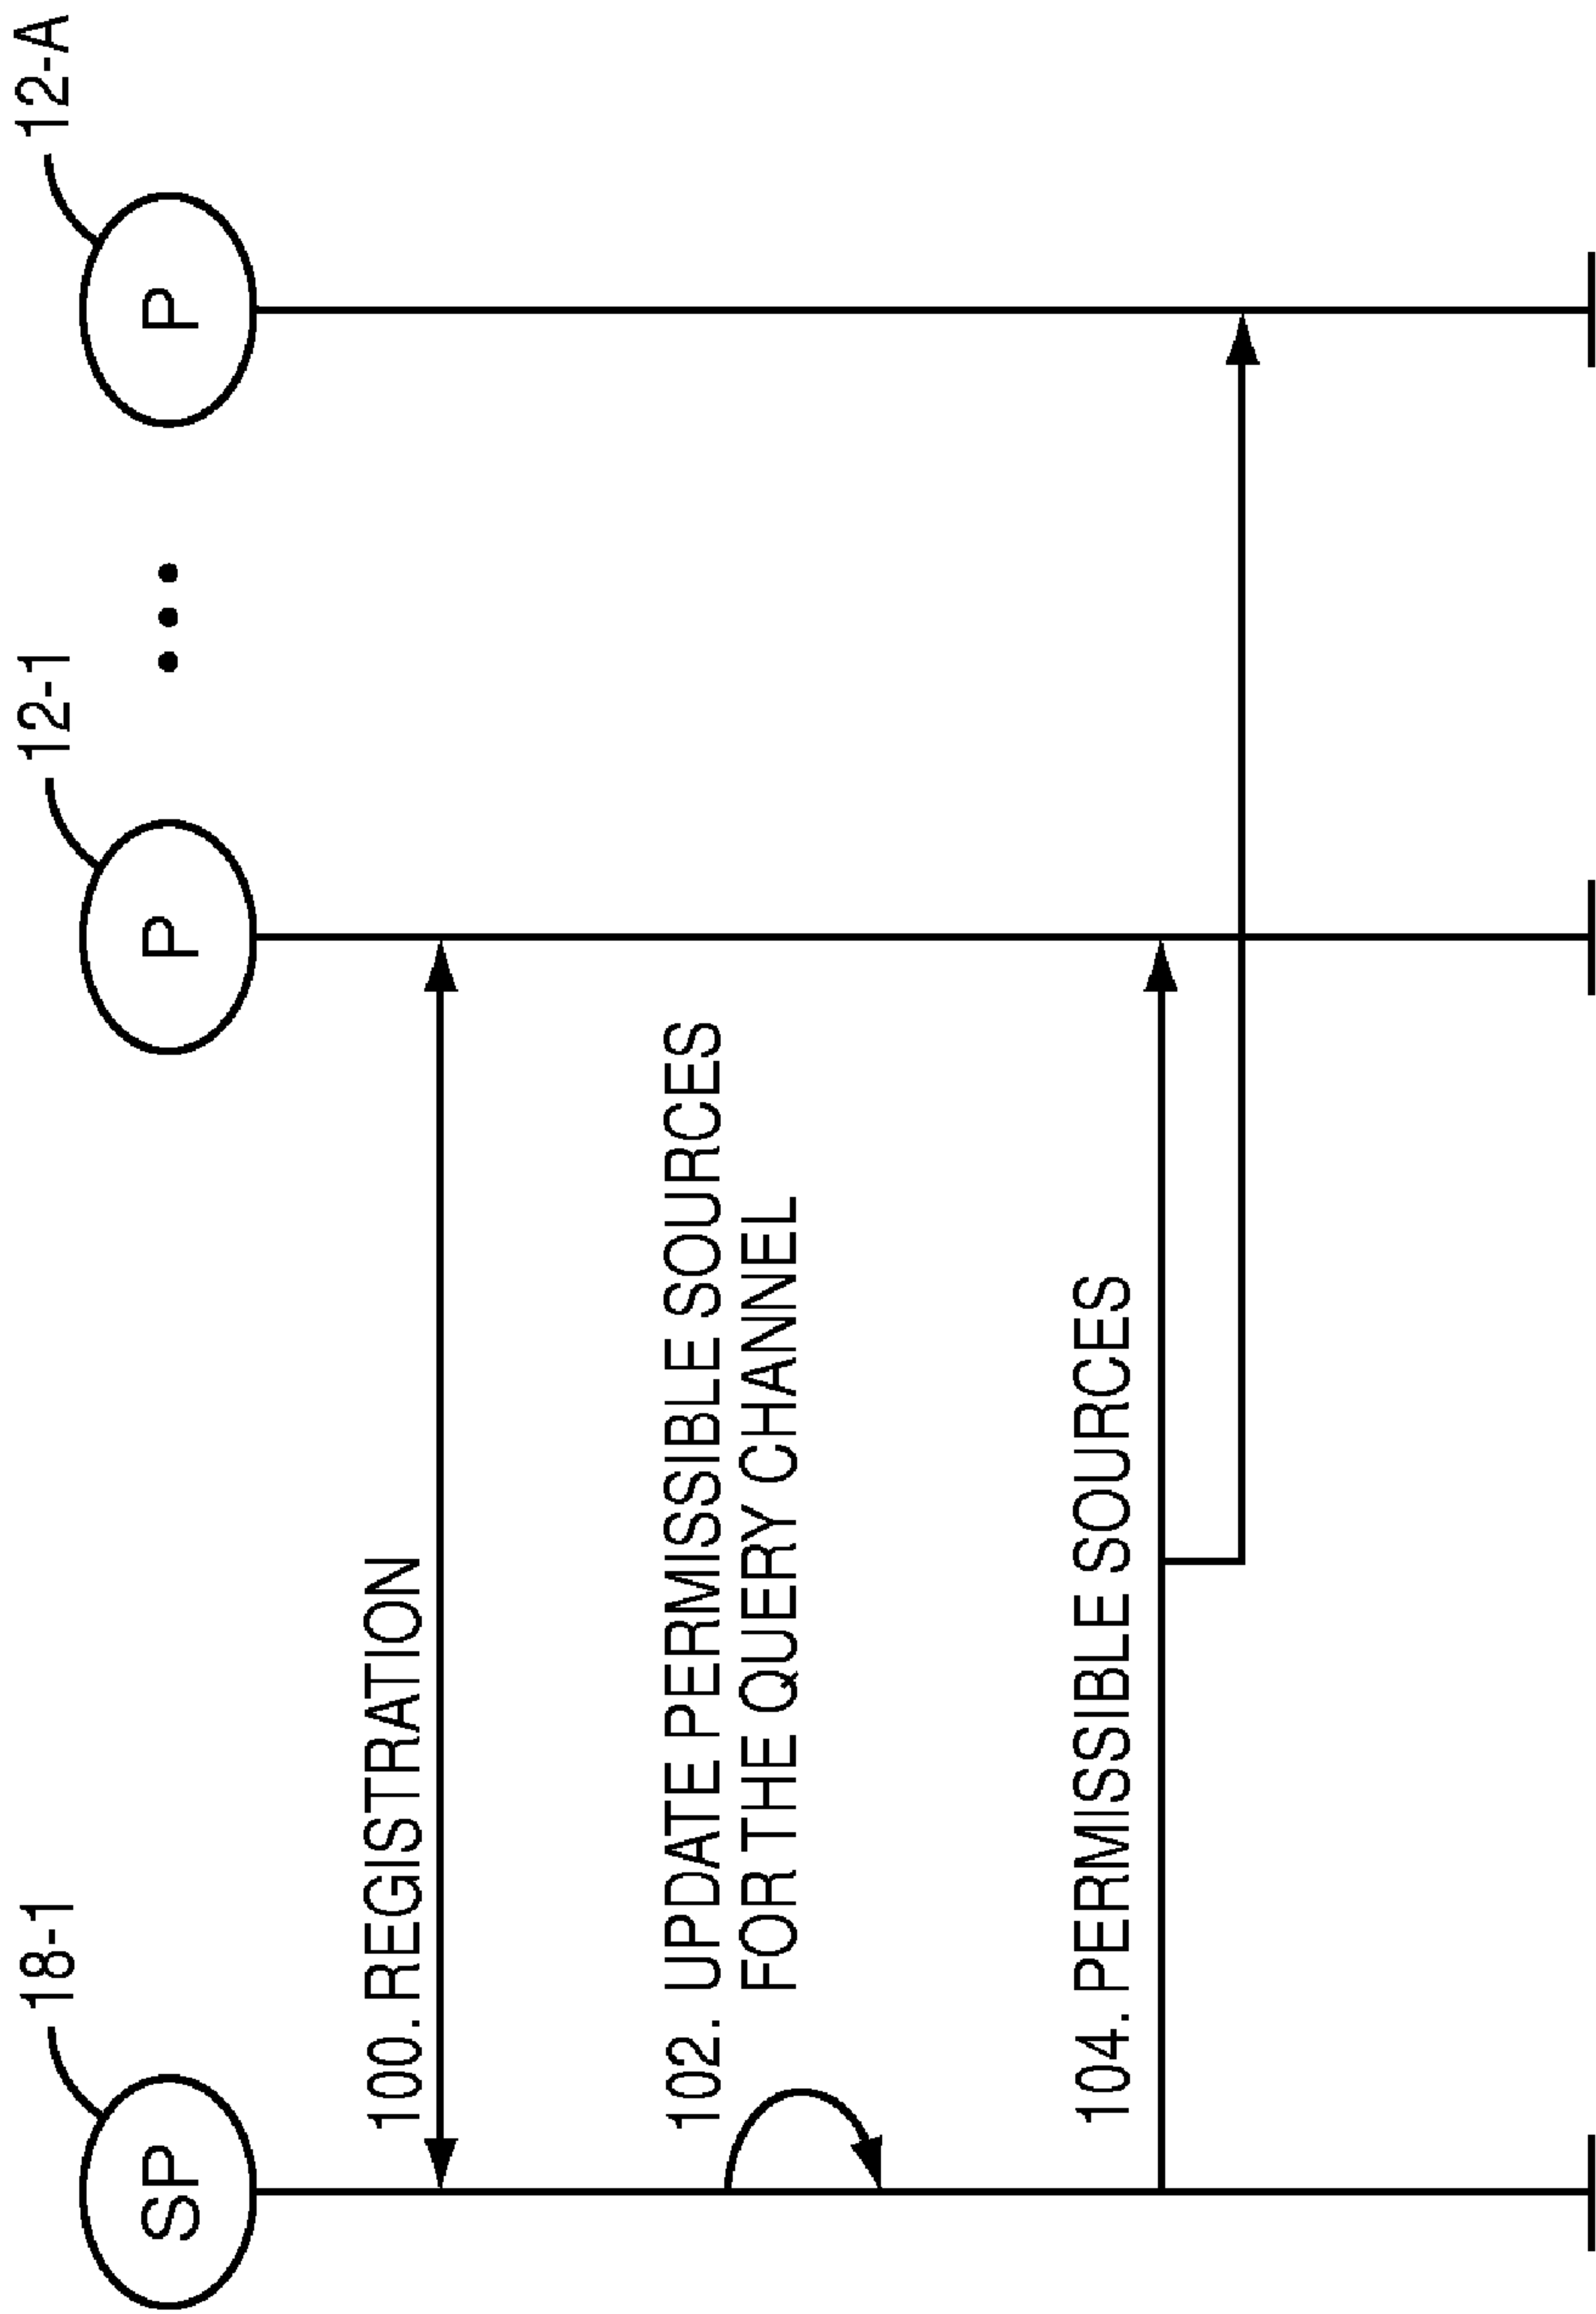 18-1
12-1
12-A
SP
P
P
100. REGISTRATION
102. UPDATE PERMISSIBLE SOURCES
FOR THE QUERY CHANNEL
104. PERMISSIBLE SOURCES